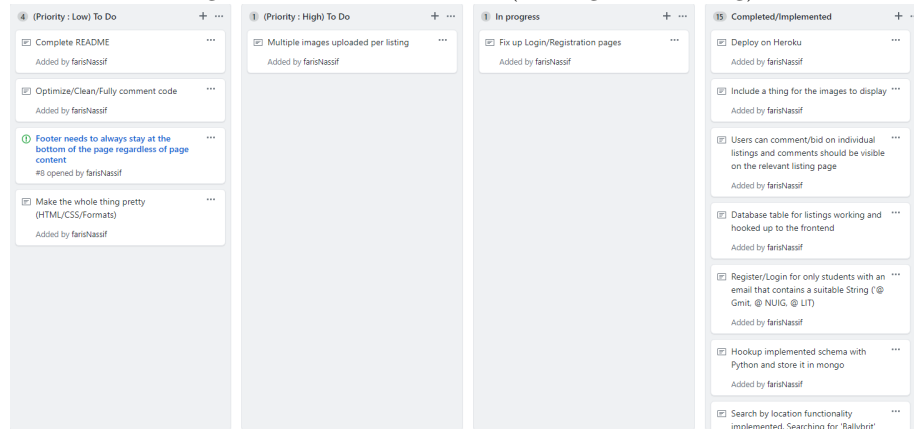 4 (Priority : Low) To Do
Complete README
Added by farisNassif
Optimize/Clean/Fully comment code
Added by farisNassif
Footer needs to always stay at the
bottom of the page regardless of page
content
#8 opened by farisNassif
Make the whole thing pretty
(HTML/CSS/Formats)
Added by farisNassif
1 (Priority : High) To Do
Multiple images uploaded per listing
Added by farisNassif
1 In progress
Fix up Login/Registration pages
Added by farisNassif
15 Completed/Implemented
Deploy on Heroku
Added by farisNassif
Include a thing for the images to display
Added by farisNassif
Users can comment/bid on individual
listings and comments should be visible
on the relevant listing page
Added by farisNassif
Database table for listings working and
hooked up to the frontend
Added by farisNassif
Register/Login for only students with an
email that contains a suitable String ('@
Gmit, @ NUIG, @ LIT)
Added by farisNassif
Hookup implemented schema with
Python and store it in mongo
Added by farisNassif
Search by location functionality
implemented. Searching for 'Ballybrit'